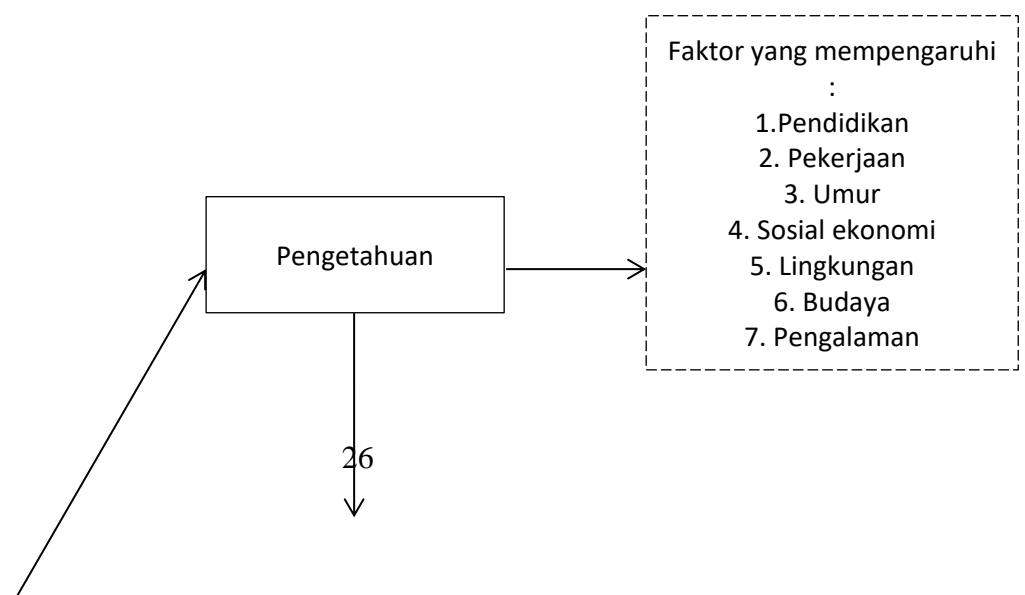 Faktor yang mempengaruhi
:
1.Pendidikan
2. Pekerjaan
3. Umur
4. Sosial ekonomi
5. Lingkungan
6. Budaya
7. Pengalaman
Pengetahuan
26